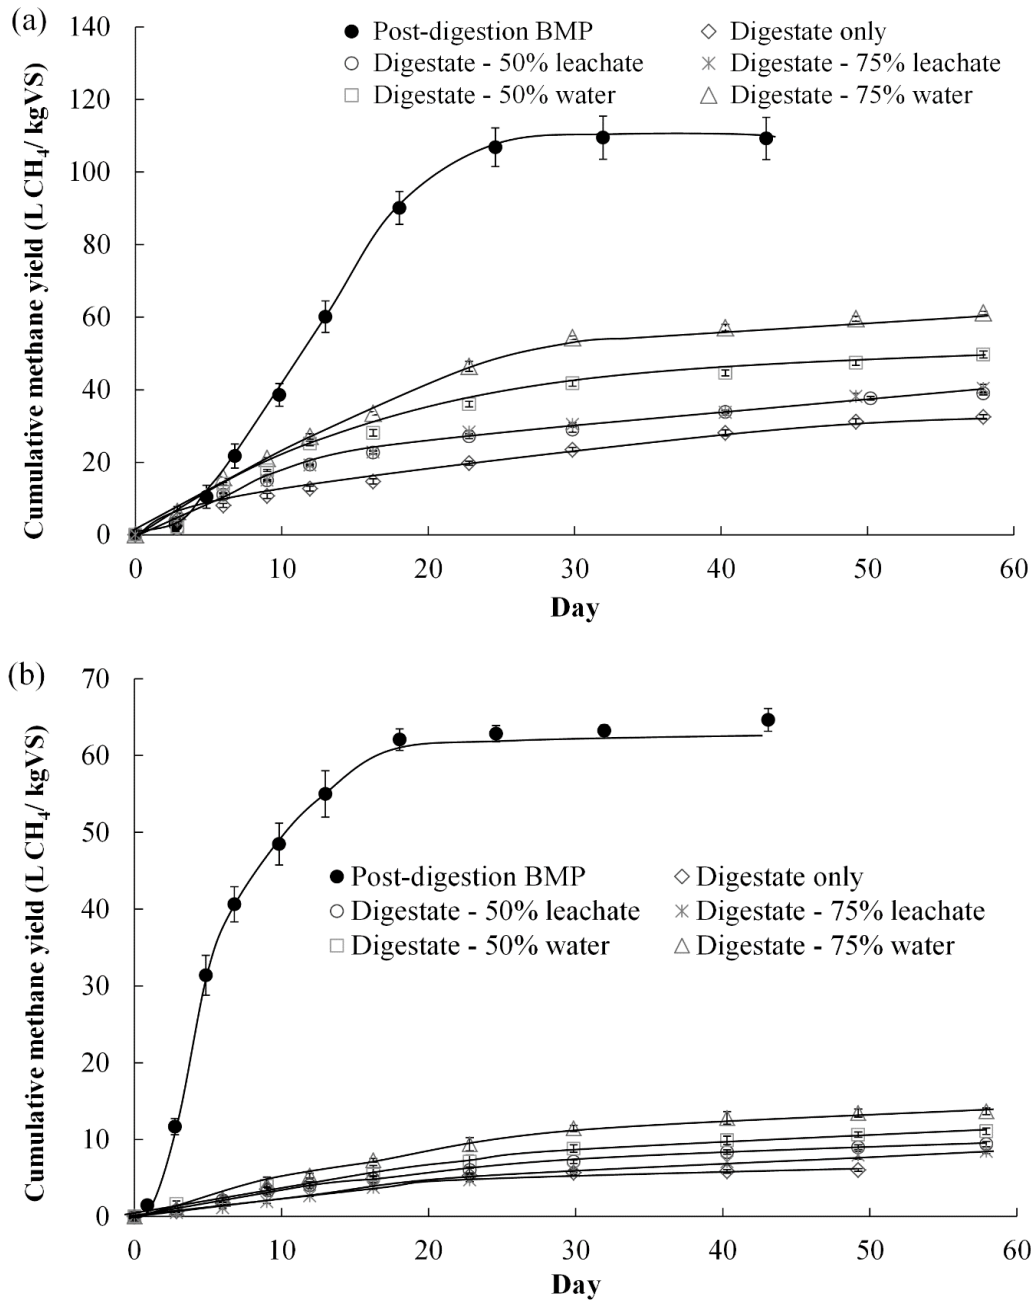 (a)
Cumulative methane yield (L CH₄/ kgVS)
140
120
100
80
60
40
20
0
Post-digestion BMP
Digestate only
Digestate - 50% leachate
Digestate - 75% leachate
Digestate - 50% water
Digestate - 75% water
0 10 20 30 40 50 60
Day
(b)
Cumulative methane yield (L CH₄/ kgVS)
70
60
50
40
30
20
10
0
Post-digestion BMP
Digestate only
Digestate - 50% leachate
Digestate - 75% leachate
Digestate - 50% water
Digestate - 75% water
0 10 20 30 40 50 60
Day